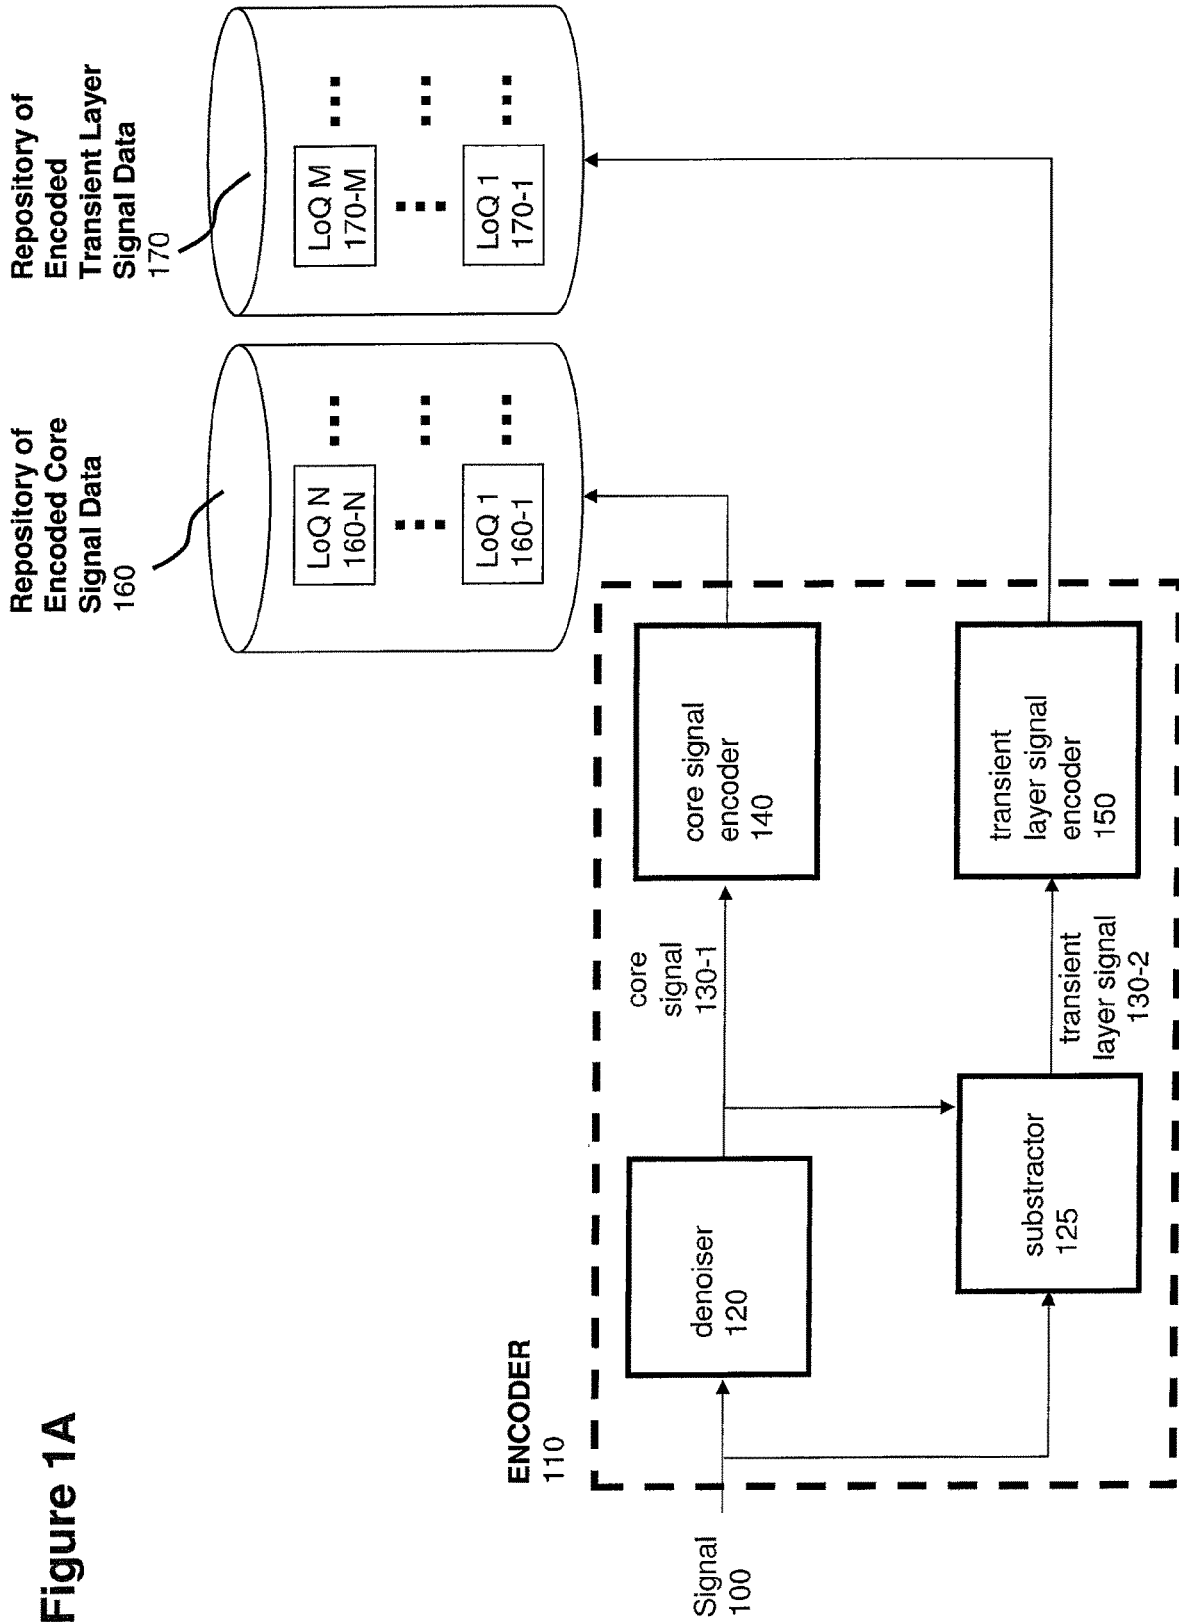 Figure 1A
Signal
100
ENCODER
110
denoiser
120
substractor
125
core
signal
130-1
transient
layer signal
130-2
core signal
encoder
140
transient
layer signal
encoder
150
Repository of
Encoded Core
Signal Data
160
LoQ N
160-N
LoQ 1
160-1
Repository of
Encoded
Transient Layer
Signal Data
170
LoQ M
170-M
LoQ 1
170-1